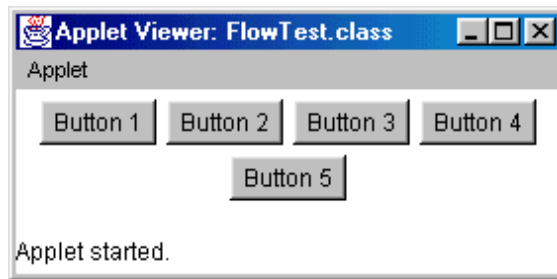 Applet Viewer: FlowTest.class
Applet
Button 1 Button 2 Button 3 Button 4
Button 5
Applet started.